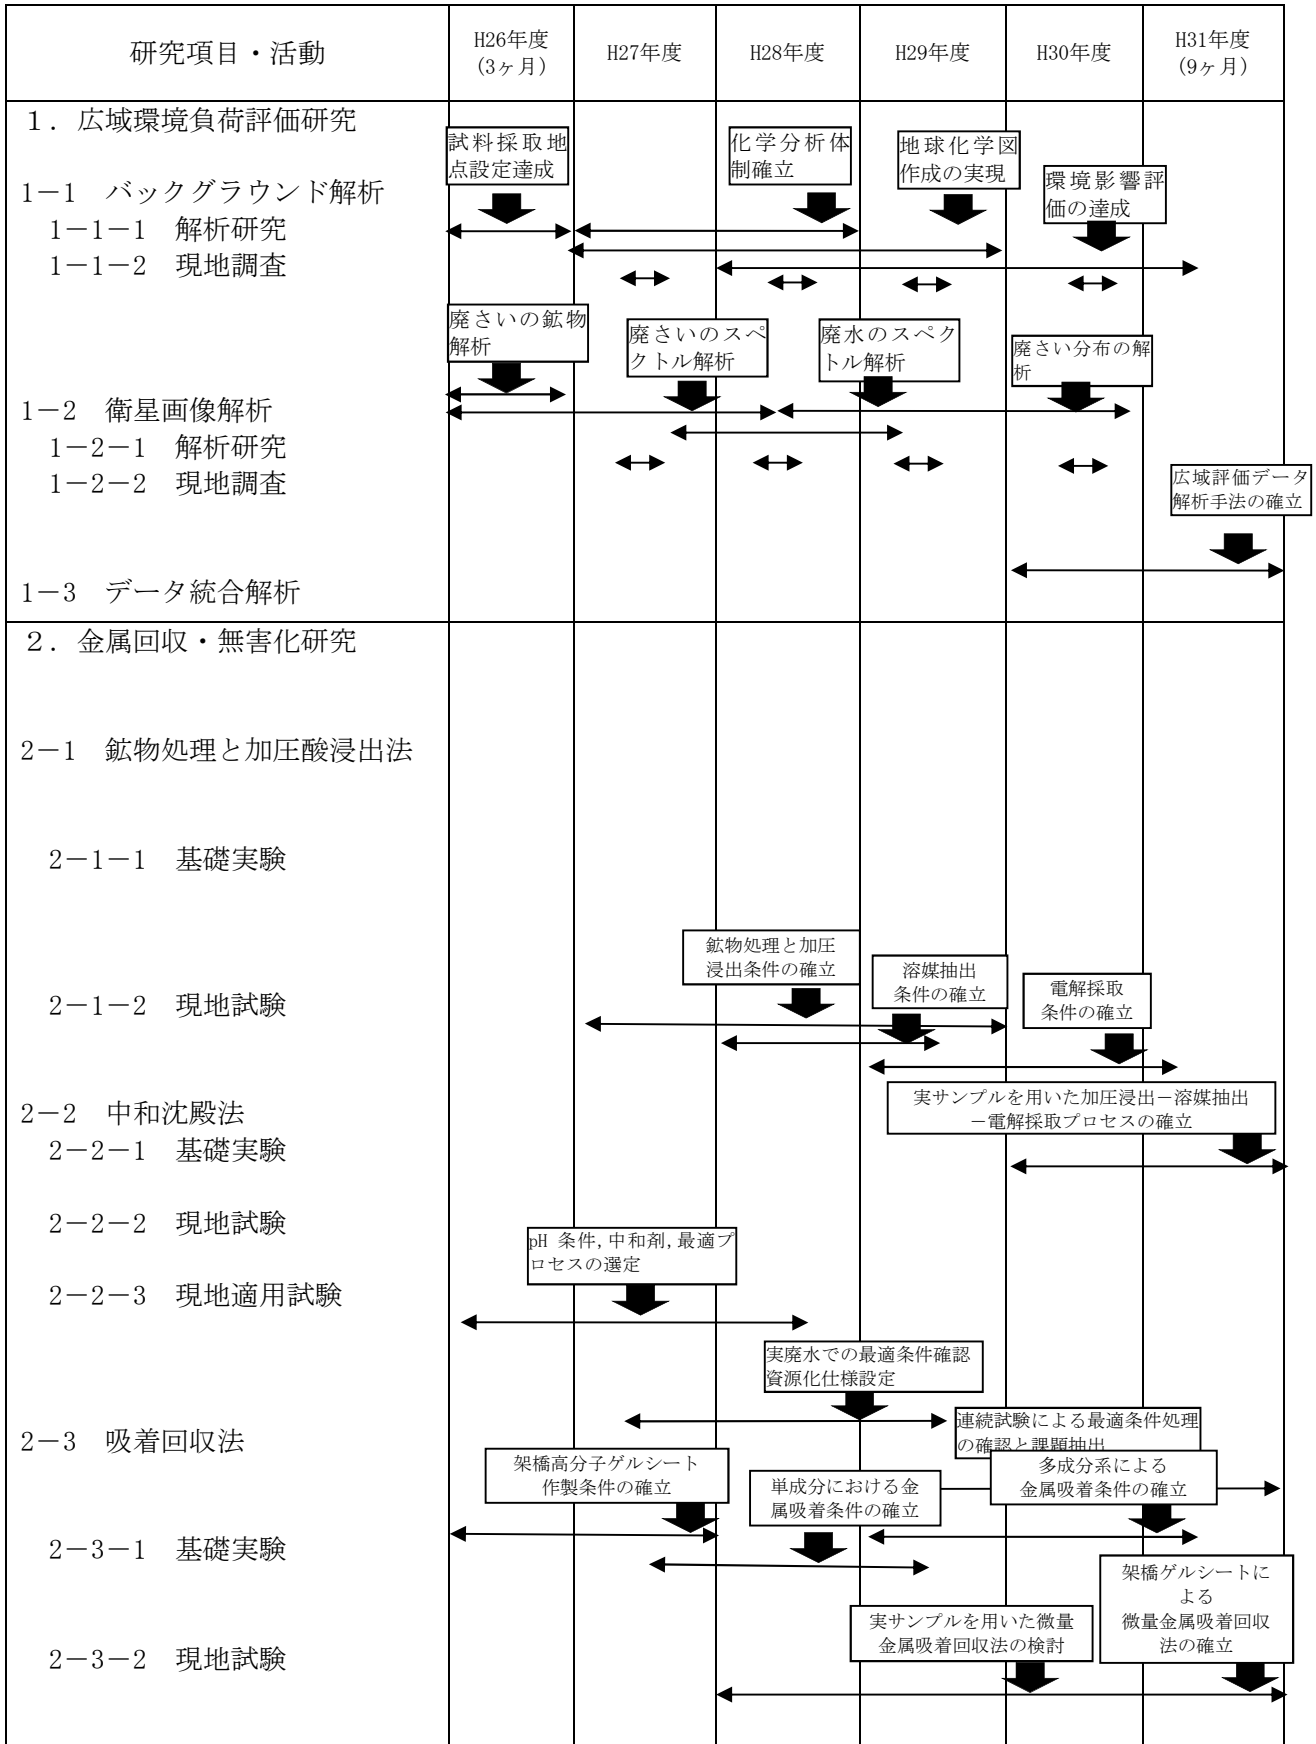 研究項目・活動
H26年度
(3ヶ月)
H27年度
H28年度
H29年度
H30年度
H31年度
(9ヶ月)
1．広域環境負荷評価研究
試料採取地
点設定達成
化学分析体
制確立
地球化学図
作成の実現
環境影響評
価の達成
1－1　バックグラウンド解析
1－1－1　解析研究
1－1－2　現地調査
廃さいの鉱物
解析
廃さいのスペ
クトル解析
廃水のスペク
トル解析
廃さい分布の解
析
1－2　衛星画像解析
1－2－1　解析研究
1－2－2　現地調査
広域評価データ
解析手法の確立
1－3　データ統合解析
2．金属回収・無害化研究
2－1　鉱物処理と加圧酸浸出法
2－1－1　基礎実験
鉱物処理と加圧
浸出条件の確立
溶媒抽出
条件の確立
電解採取
条件の確立
2－1－2　現地試験
実サンプルを用いた加圧浸出－溶媒抽出
－電解採取プロセスの確立
2－2　中和沈殿法
2－2－1　基礎実験
2－2－2　現地試験
pH 条件,中和剤,最適プ
ロセスの選定
2－2－3　現地適用試験
実廃水での最適条件確認
資源化仕様設定
連続試験による最適条件処理
の確認と課題抽出
2－3　吸着回収法
架橋高分子ゲルシート
作製条件の確立
単成分における金
属吸着条件の確立
多成分系による
金属吸着条件の確立
2－3－1　基礎実験
架橋ゲルシートに
よる
微量金属吸着回収
法の確立
実サンプルを用いた微量
金属吸着回収法の検討
2－3－2　現地試験